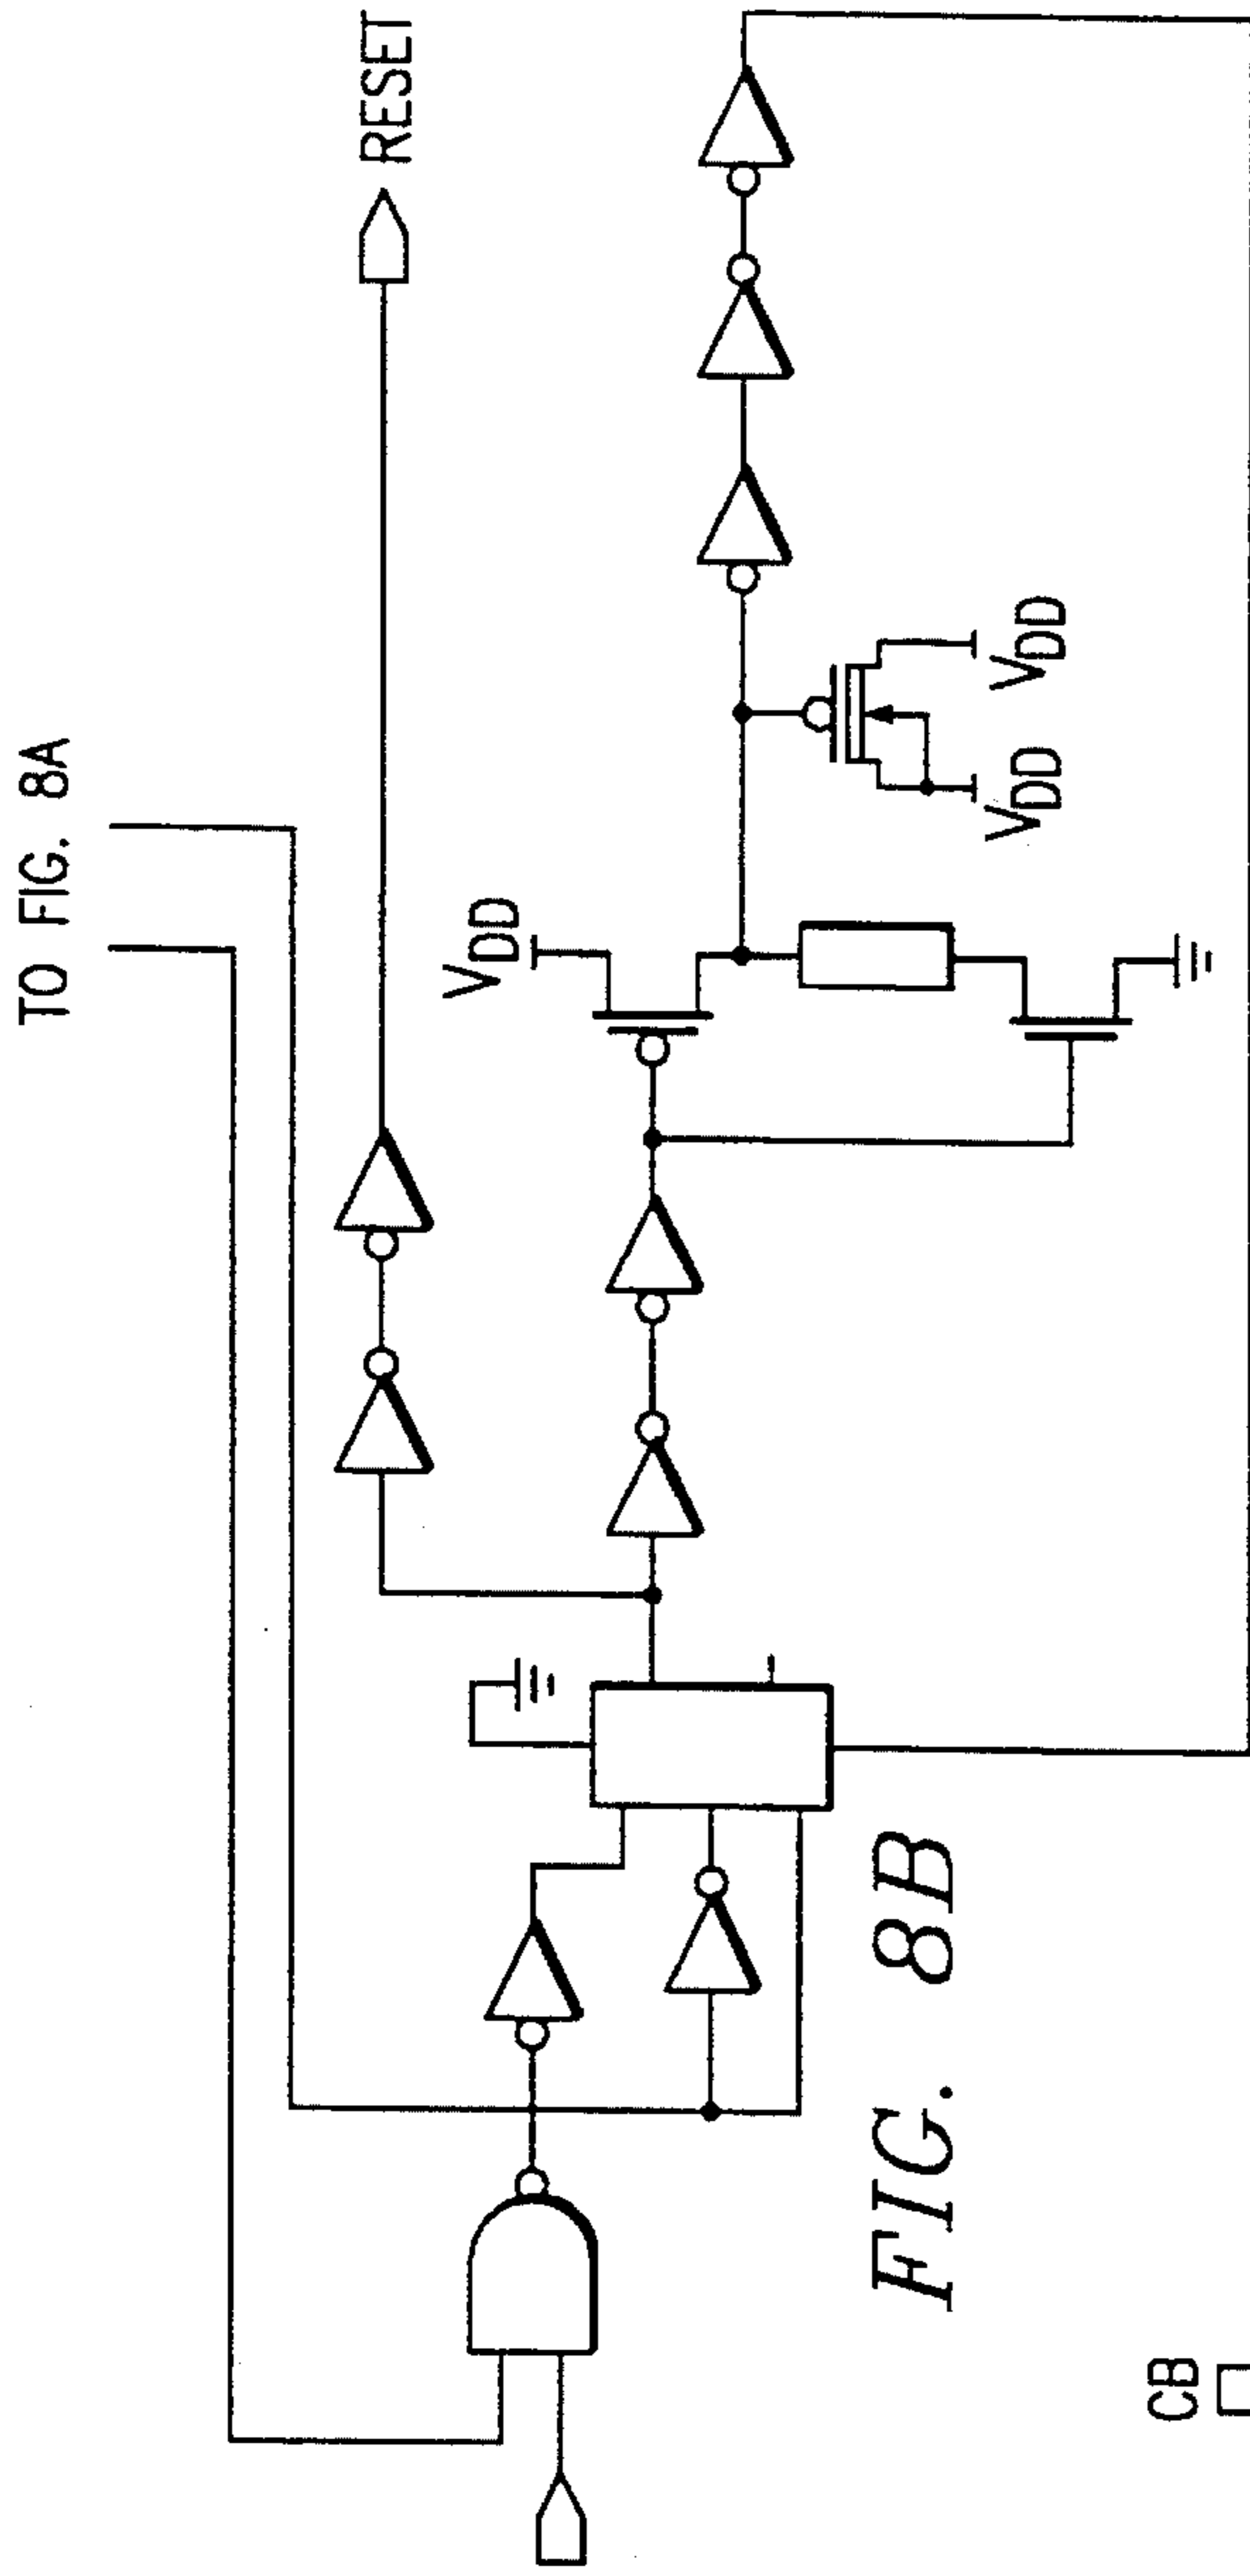 TO FIG. 8A
RESET
VDD
VDD
VDD
FIG. 8B
CB